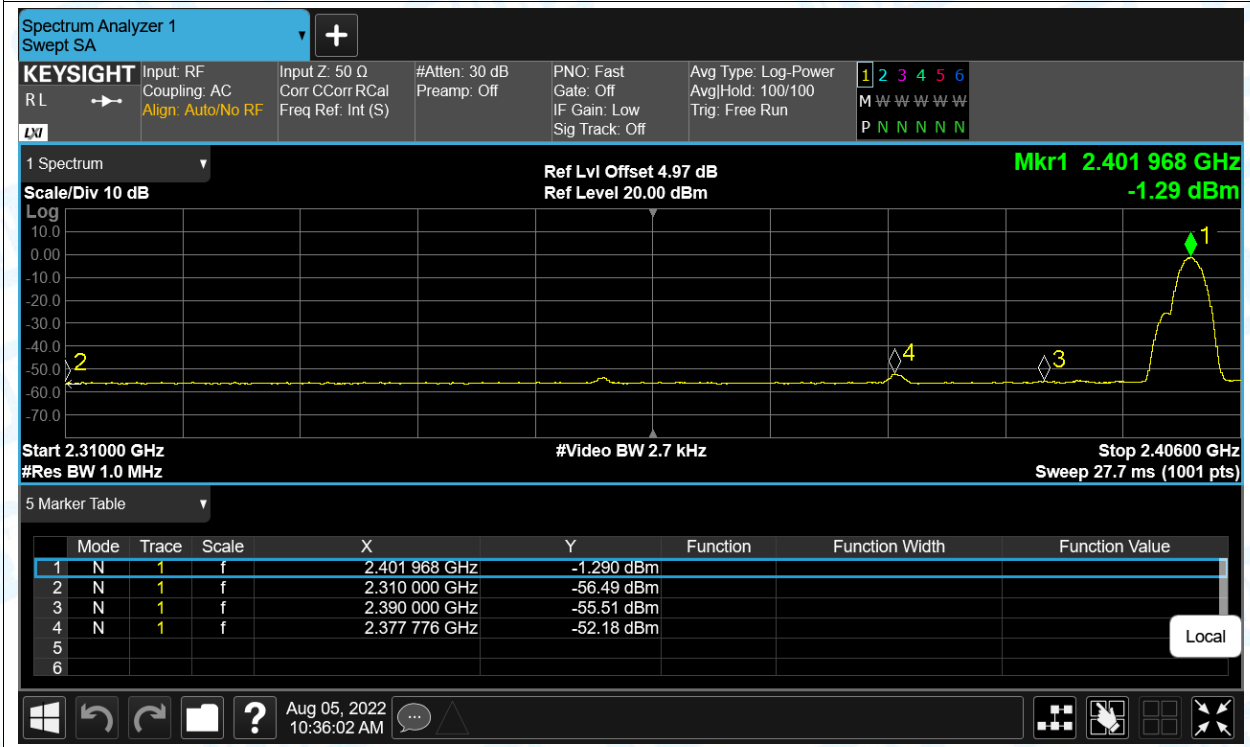 Spectrum Analyzer 1
Swept SA
+
KEYSIGHT
R L
LXI
Input: RF
Coupling: AC
Align: Auto/No RF
Input Z: 50 Ω
Corr CCorr RCal
Freq Ref: Int (S)
#Atten: 30 dB
Preamp: Off
PNO: Fast
Gate: Off
IF Gain: Low
Sig Track: Off
Avg Type: Log-Power
Avg|Hold: 100/100
Trig: Free Run
1 2 3 4 5 6
M W W W W W
P N N N N N
1 Spectrum
Scale/Div 10 dB
Ref Lvl Offset 4.97 dB
Ref Level 20.00 dBm
Mkr1 2.401 968 GHz
-1.29 dBm
Log
10.0
0.00
-10.0
-20.0
-30.0
-40.0
-50.0
-60.0
-70.0
1
2
4
3
Start 2.31000 GHz
#Video BW 2.7 kHz
Stop 2.40600 GHz
#Res BW 1.0 MHz
Sweep 27.7 ms (1001 pts)
5 Marker Table
Mode Trace Scale X Y Function Function Width Function Value
1 N 1 f 2.401 968 GHz -1.290 dBm
2 N 1 f 2.310 000 GHz -56.49 dBm
3 N 1 f 2.390 000 GHz -55.51 dBm
4 N 1 f 2.377 776 GHz -52.18 dBm
5
6
Local
?
Aug 05, 2022
10:36:02 AM